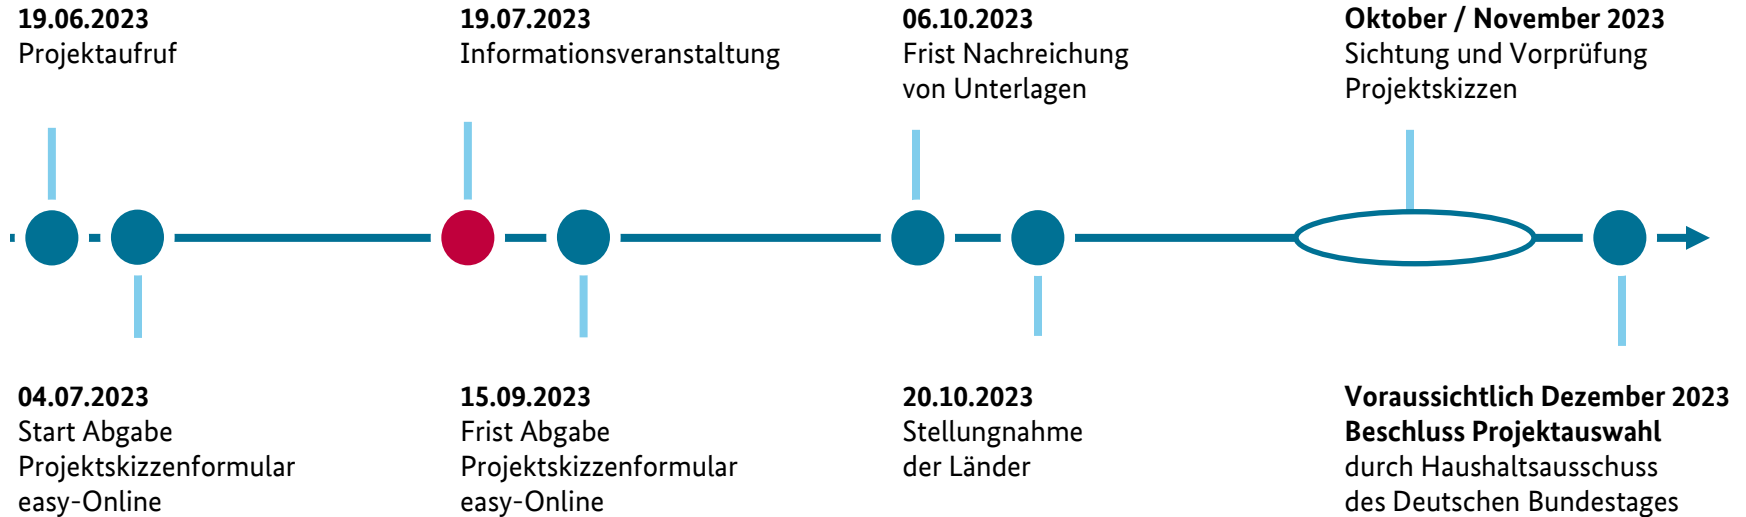 19.06.2023
Projektaufruf
19.07.2023
Informationsveranstaltung
06.10.2023
Frist Nachreichung
von Unterlagen
Oktober / November 2023
Sichtung und Vorprüfung
Projektskizzen
04.07.2023
Start Abgabe
Projektskizzenformular
easy-Online
15.09.2023
Frist Abgabe
Projektskizzenformular
easy-Online
20.10.2023
Stellungnahme
der Länder
Voraussichtlich Dezember 2023
Beschluss Projektauswahl
durch Haushaltsausschuss
des Deutschen Bundestages